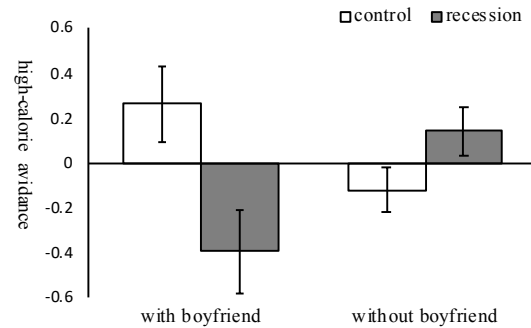 control recession
0.6
0.4
0.2
0
-0.2
-0.4
-0.6
high-calorie avidance
with boyfriend without boyfriend